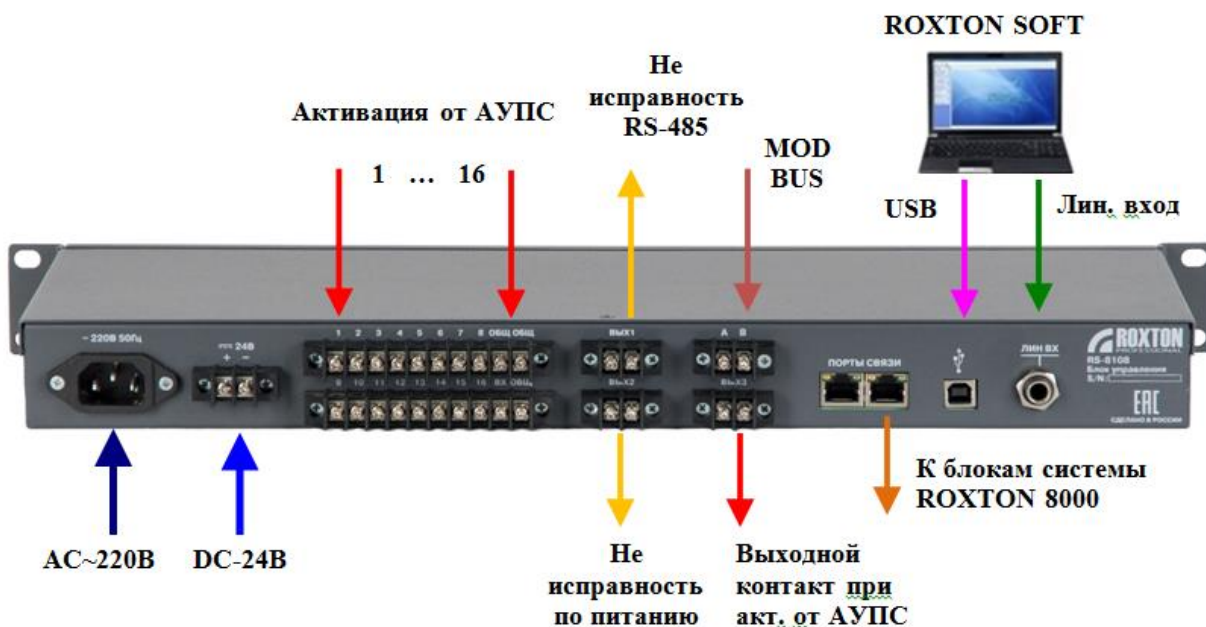 ROXTON SOFT
Не
исправность
RS-485
Активация от АУПС
1 ... 16
MOD
BUS
USB
Лин. вход
~ 220В 50Гц
24В
+ −
1 2 3 4 5 6 7 8 ОБЩ ОБЩ
9 10 11 12 13 14 15 16 ВХ ОБЩ
ВЫХ1
ВЫХ2
А В
ВЫХ3
ПОРТЫ СВЯЗИ
ЛИН ВХ
ROXTON
PROFESSIONAL
RS-8108
Блок управления
S/N:
EAC
СДЕЛАНО В РОССИИ
AC~220В
DC-24В
Не
исправность
по питанию
Выходной
контакт при
акт. от АУПС
К блокам системы
ROXTON 8000